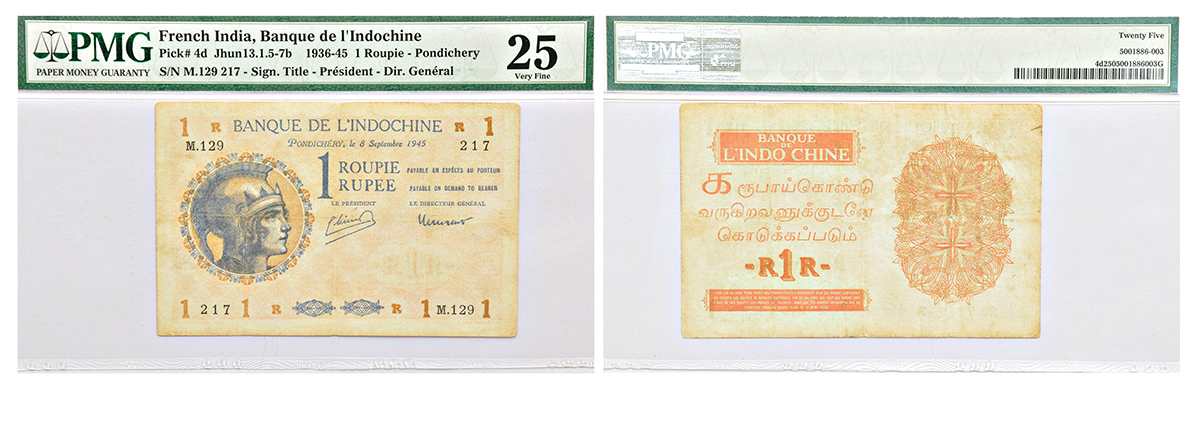 PMG
PAPER MONEY GUARANTY
French India, Banque de l'Indochine
Pick# 4d Jhun13.1.5-7b 1936-45 1 Roupie - Pondichery
S/N M.129 217 - Sign. Title - Président - Dir. Genéral
25
Very Fine
1 R BANQUE DE L'INDOCHINE R 1
M.129 PONDICHÉRY, le 8 Septembre 1945 217
1 ROUPIE PAYABLE EN ESPÈCES AU PORTEUR
RUPEE PAYABLE ON DEMAND TO BEARER
LE PRÉSIDENT LE DIRECTEUR GÉNÉRAL
1 217 1 R R 1 M.129 1
PMG
Twenty Five
5001886-003
4d2505001886003G
BANQUE
DE
L'INDO CHINE
க ரூபாய்கொண்டு
வருகிறவனுக்குடனே
கொடுக்கப்படும்
-R1R-